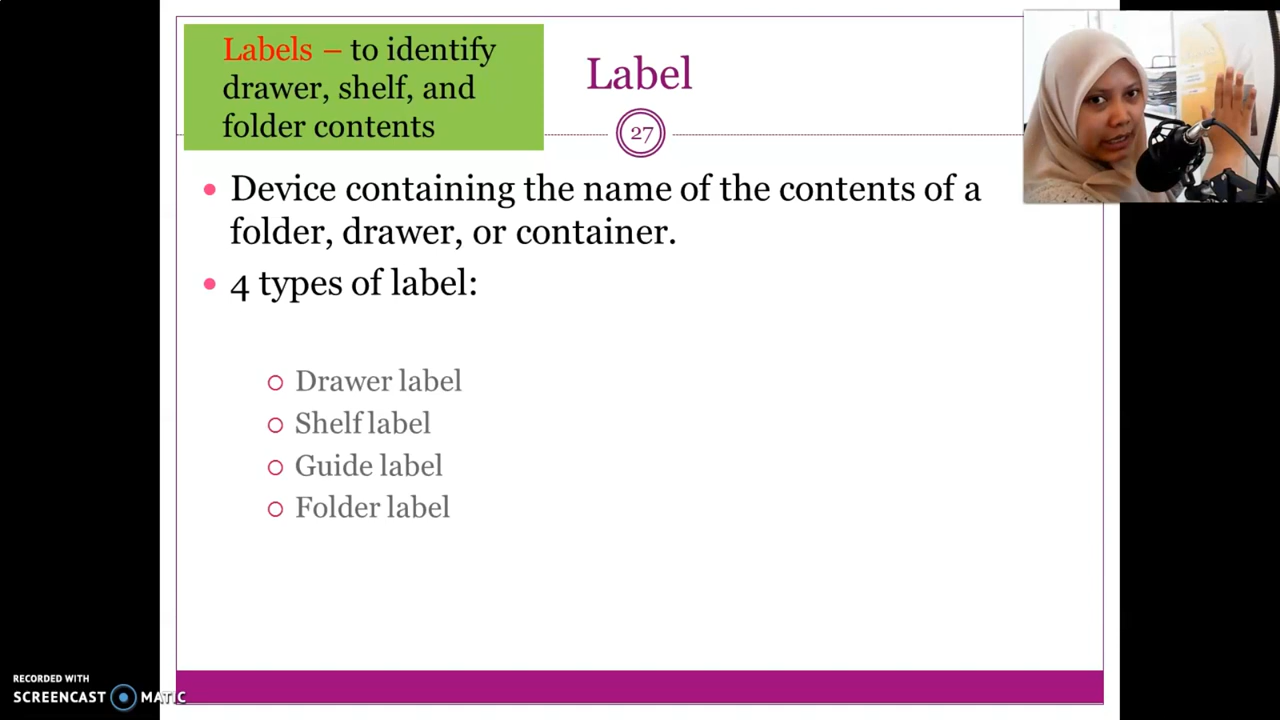 Labels – to identify
drawer, shelf, and
folder contents
Label
27
Device containing the name of the contents of a
folder, drawer, or container.
4 types of label:
Drawer label
Shelf label
Guide label
Folder label
RECORDED WITH
SCREENCAST MATIC